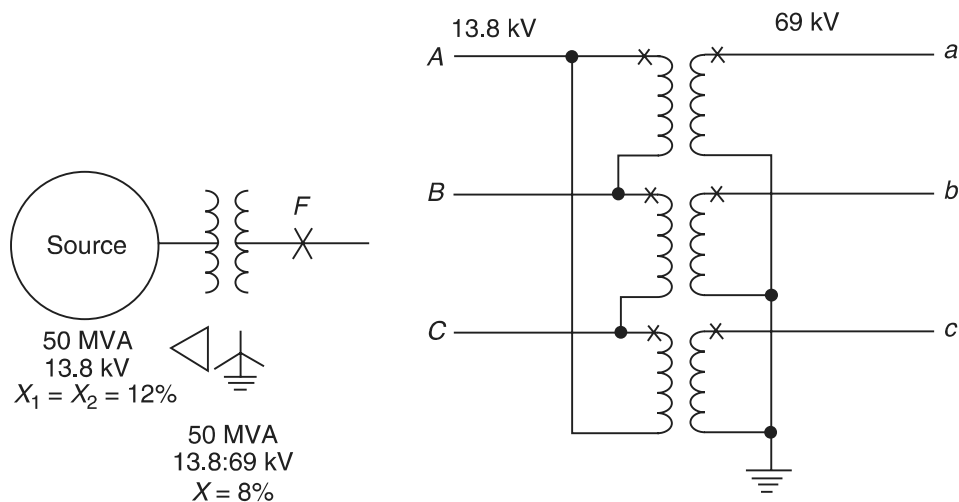 Source
F
50 MVA
13.8 kV
X₁ = X₂ = 12%
50 MVA
13.8:69 kV
X = 8%
13.8 kV
69 kV
A
a
B
b
C
c